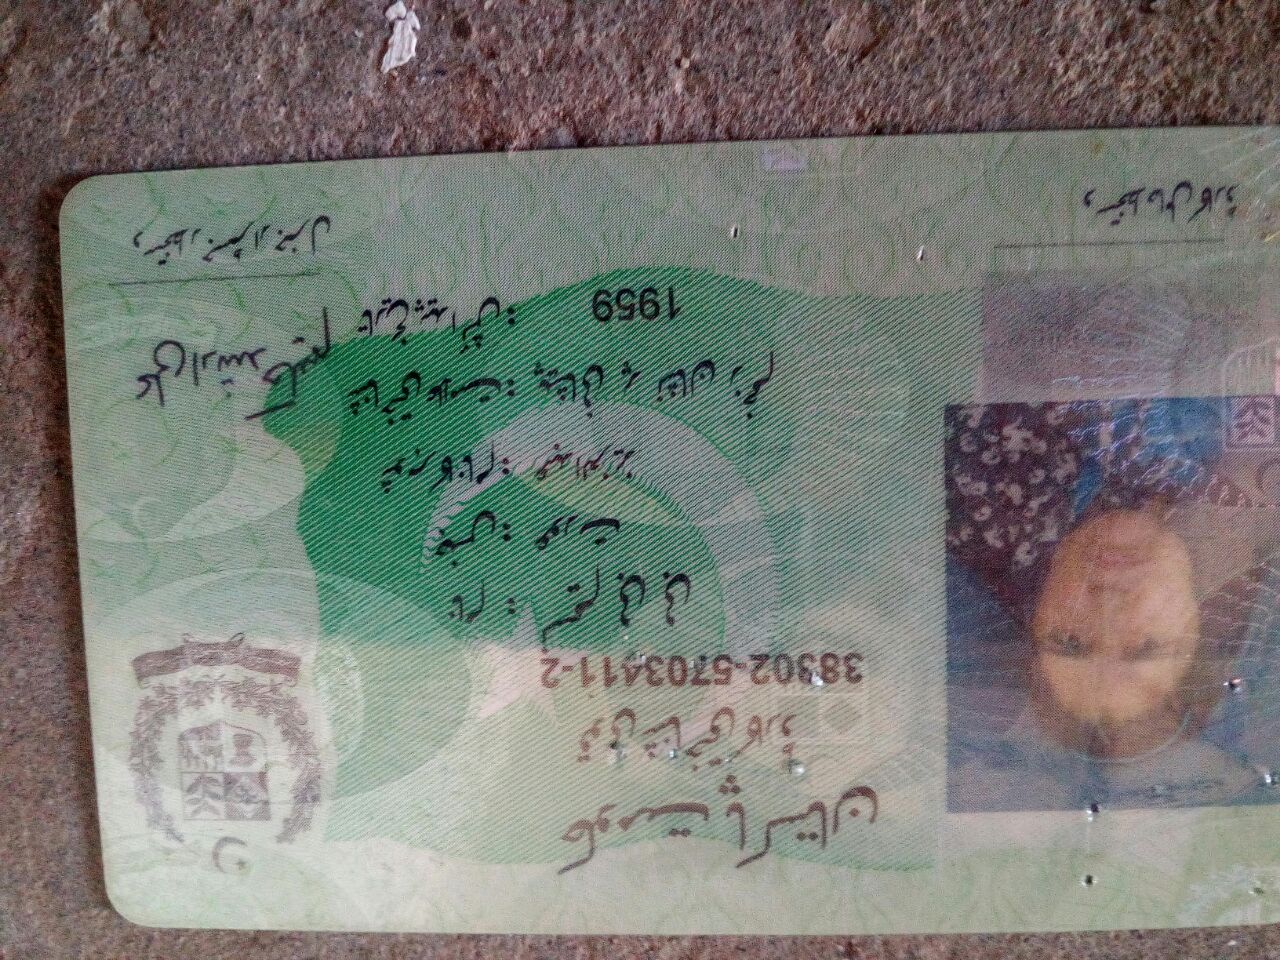 حکومت پاکستان
قومی شناختی کارڈ
38302-5703411-2
نام : نسیم بی بی
جنس: عورت
شوہر کا نام: عبدالعزیز
شناختی علامت: پیشانی پر نشان زخم
تاریخ پیدائش: 1959
علی ارشد حکیم
دستخط رجسٹرار جنرل
دستخط حامل کارڈ